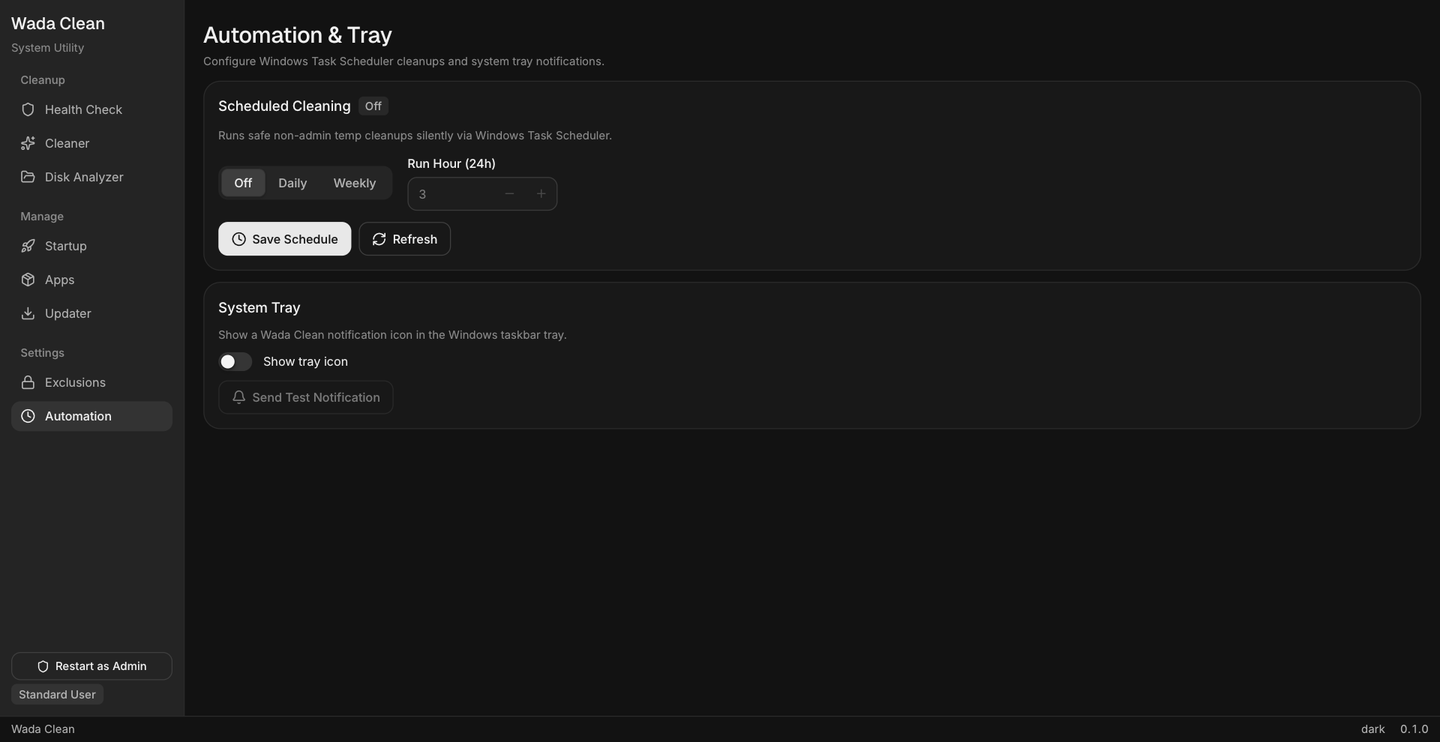 Wada Clean
System Utility
Cleanup
Health Check
Cleaner
Disk Analyzer
Manage
Startup
Apps
Updater
Settings
Exclusions
Automation
Restart as Admin
Standard User
Automation & Tray
Configure Windows Task Scheduler cleanups and system tray notifications.
Scheduled Cleaning Off
Runs safe non-admin temp cleanups silently via Windows Task Scheduler.
Off Daily Weekly
Run Hour (24h)
3 − +
Save Schedule Refresh
System Tray
Show a Wada Clean notification icon in the Windows taskbar tray.
Show tray icon
Send Test Notification
Wada Clean dark 0.1.0